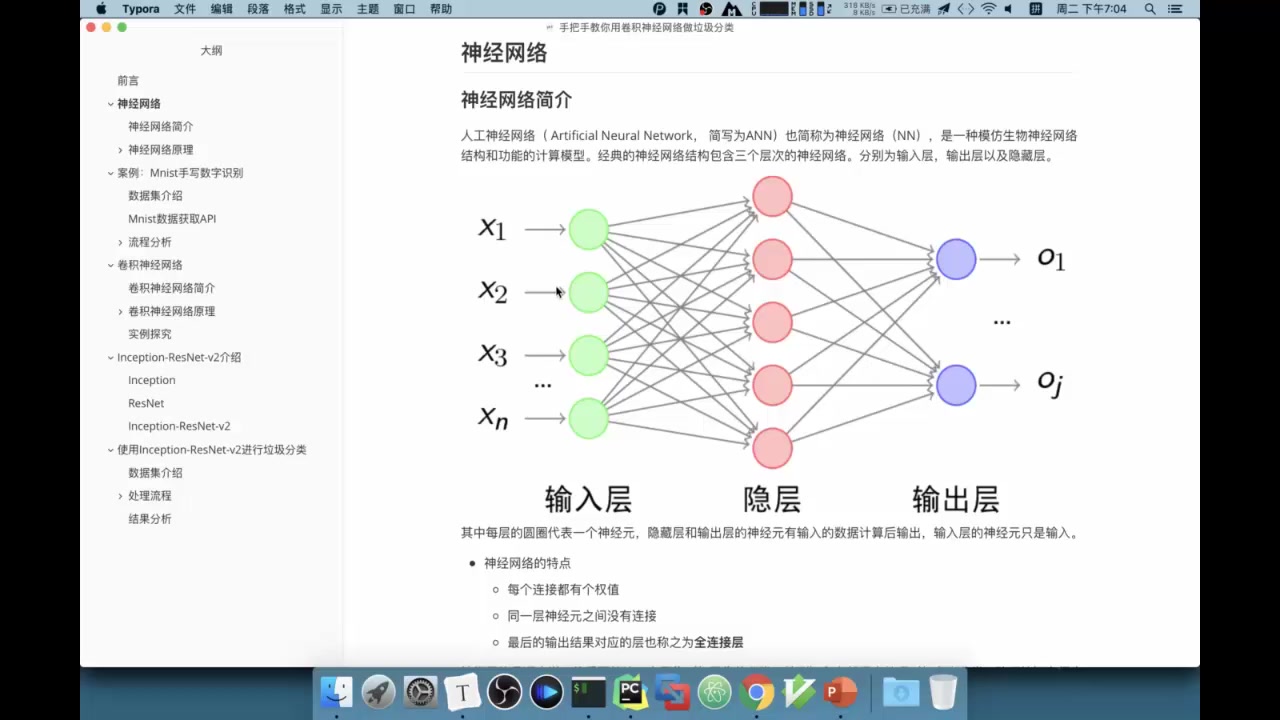 Typora 文件 编辑 段落 格式 显示 主题 窗口 帮助
318 KB/s
8 KB/s
已充满
周二 下午7:04
手把手教你用卷积神经网络做垃圾分类
大纲
前言
神经网络
神经网络简介
神经网络原理
案例：Mnist手写数字识别
数据集介绍
Mnist数据获取API
流程分析
卷积神经网络
卷积神经网络简介
卷积神经网络原理
实例探究
Inception-ResNet-v2介绍
Inception
ResNet
Inception-ResNet-v2
使用Inception-ResNet-v2进行垃圾分类
数据集介绍
处理流程
结果分析
神经网络
神经网络简介
人工神经网络（ Artificial Neural Network， 简写为ANN）也简称为神经网络（NN），是一种模仿生物神经网络
结构和功能的计算模型。经典的神经网络结构包含三个层次的神经网络。分别为输入层，输出层以及隐藏层。
x1
x2
x3
...
xn
o1
...
oj
输入层 隐层 输出层
其中每层的圆圈代表一个神经元，隐藏层和输出层的神经元有输入的数据计算后输出，输入层的神经元只是输入。
• 神经网络的特点
○ 每个连接都有个权值
○ 同一层神经元之间没有连接
○ 最后的输出结果对应的层也称之为全连接层